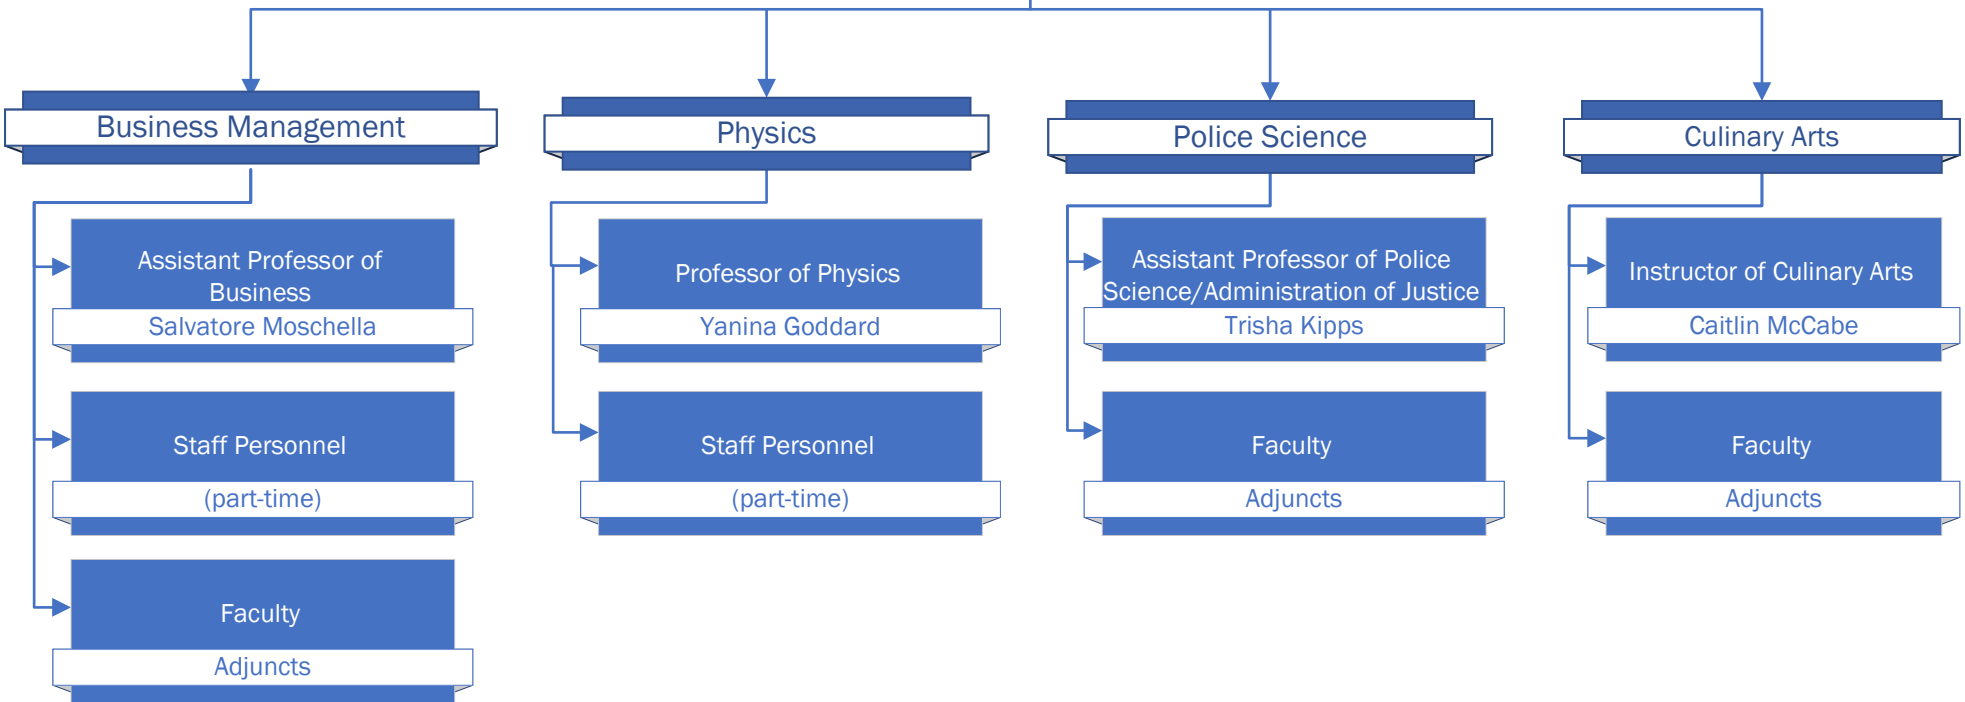 Business Management
Physics
Police Science
Culinary Arts
Assistant Professor of
Business
Salvatore Moschella
Professor of Physics
Yanina Goddard
Assistant Professor of Police
Science/Administration of Justice
Trisha Kipps
Instructor of Culinary Arts
Caitlin McCabe
Staff Personnel
(part-time)
Staff Personnel
(part-time)
Faculty
Adjuncts
Faculty
Adjuncts
Faculty
Adjuncts